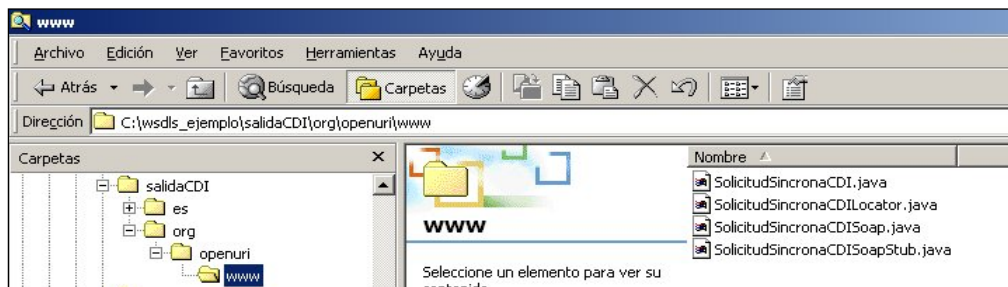 www
Archivo Edición Ver Favoritos Herramientas Ayuda
Atrás Búsqueda Carpetas
Dirección C:\wsdls_ejemplo\salidaCDI\org\openuri\www
Carpetas x
salidaCDI
es
org
openuri
www
www
Seleccione un elemento para ver su
Nombre
SolicitudSincronaCDI.java
SolicitudSincronaCDILocator.java
SolicitudSincronaCDISoap.java
SolicitudSincronaCDISoapStub.java